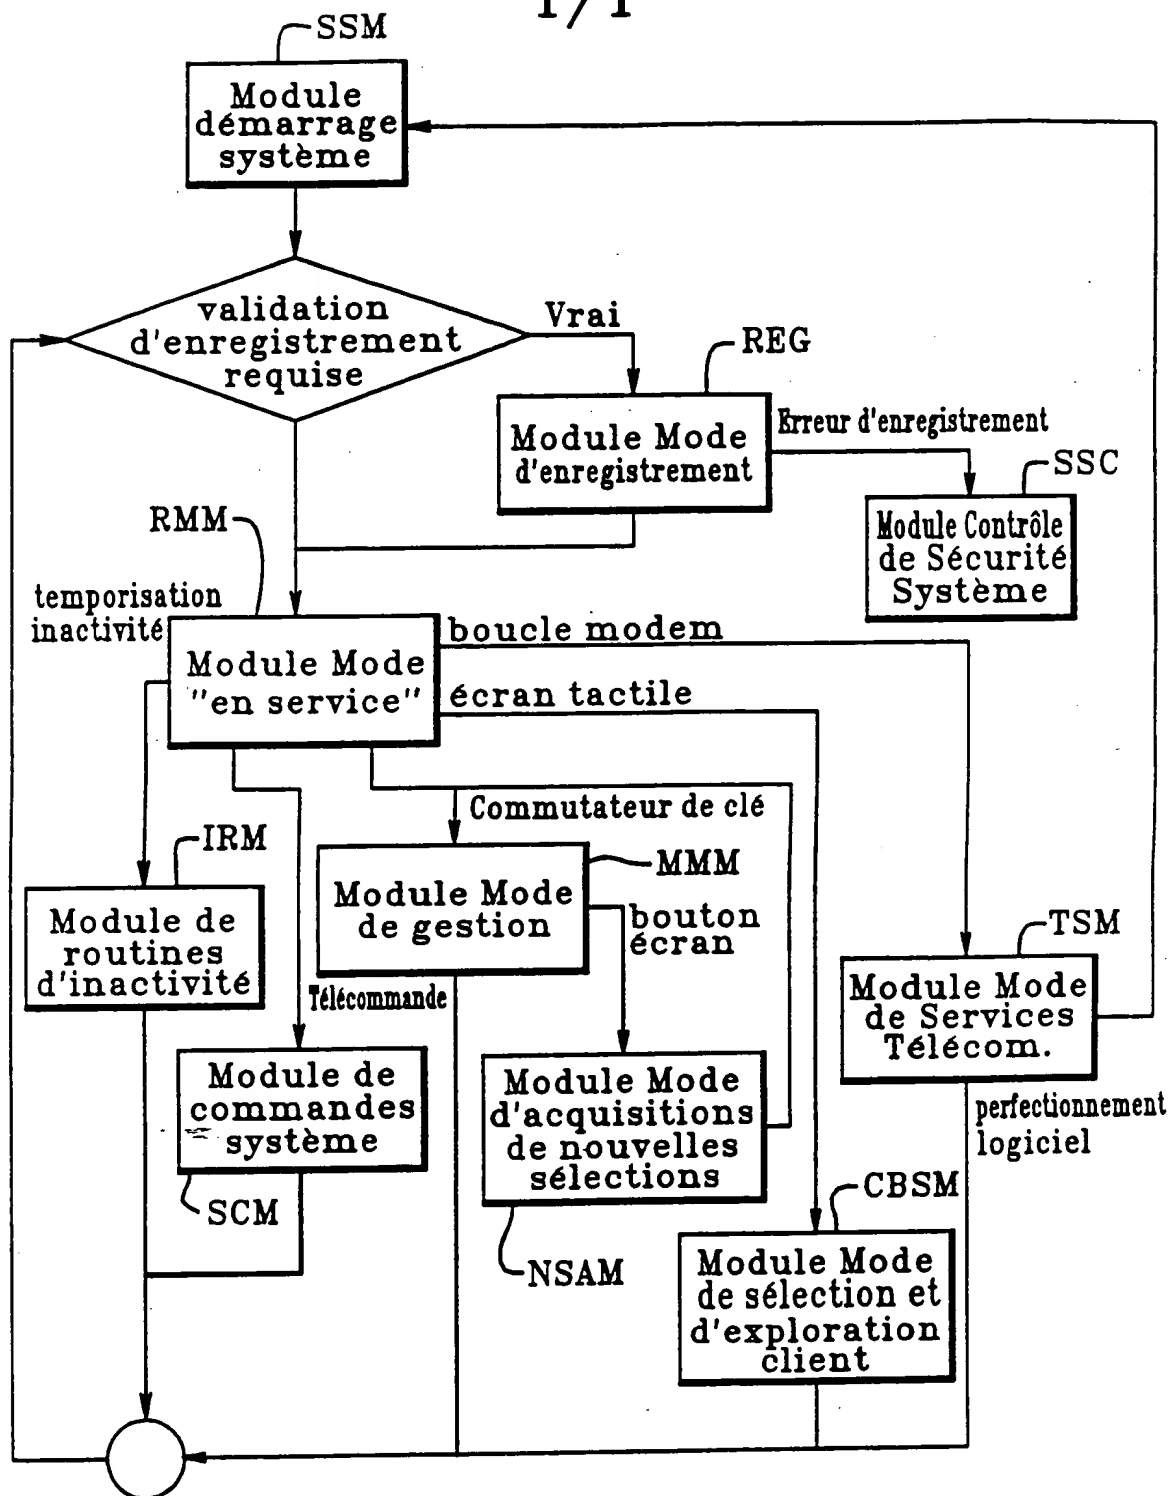 1/1
SSM
Module
démarrage
système
validation
d'enregistrement
requise
Vrai
REG
Module Mode
d'enregistrement
Erreur d'enregistrement
SSC
Module Contrôle
de Sécurité
Système
RMM
temporisation
inactivité
Module Mode
"en service"
boucle modem
écran tactile
Commutateur de clé
IRM
Module de
routines
d'inactivité
MMM
Module Mode
de gestion
bouton
écran
TSM
Module Mode
de Services
Télécom.
Télécommande
Module de
commandes
système
SCM
Module Mode
d'acquisitions
de nouvelles
sélections
NSAM
perfectionnement
logiciel
CBSM
Module Mode
de sélection et
d'exploration
client